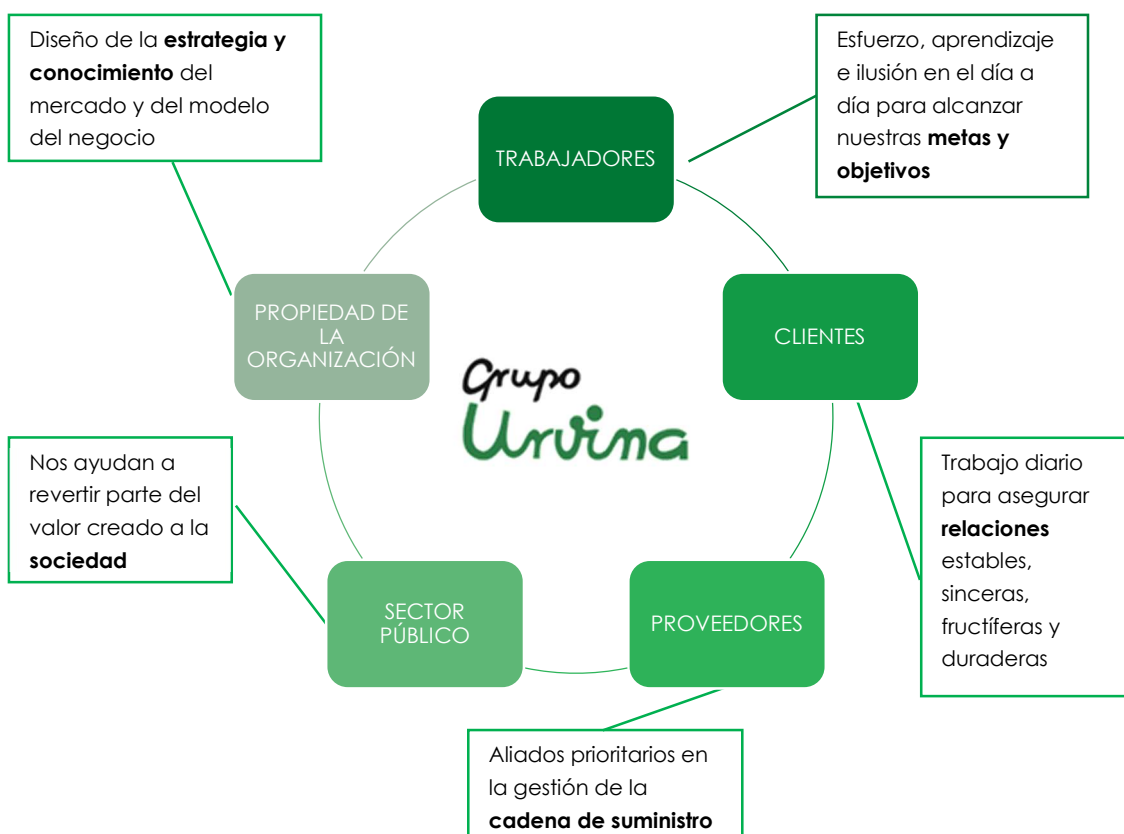 Diseño de la estrategia y
conocimiento del
mercado y del modelo
del negocio
Esfuerzo, aprendizaje
e ilusión en el día a
día para alcanzar
nuestras metas y
objetivos
TRABAJADORES
PROPIEDAD DE
LA
ORGANIZACIÓN
CLIENTES
Grupo
Urvina
Nos ayudan a
revertir parte del
valor creado a la
sociedad
Trabajo diario
para asegurar
relaciones
estables,
sinceras,
fructíferas y
duraderas
SECTOR
PÚBLICO
PROVEEDORES
Aliados prioritarios en
la gestión de la
cadena de suministro